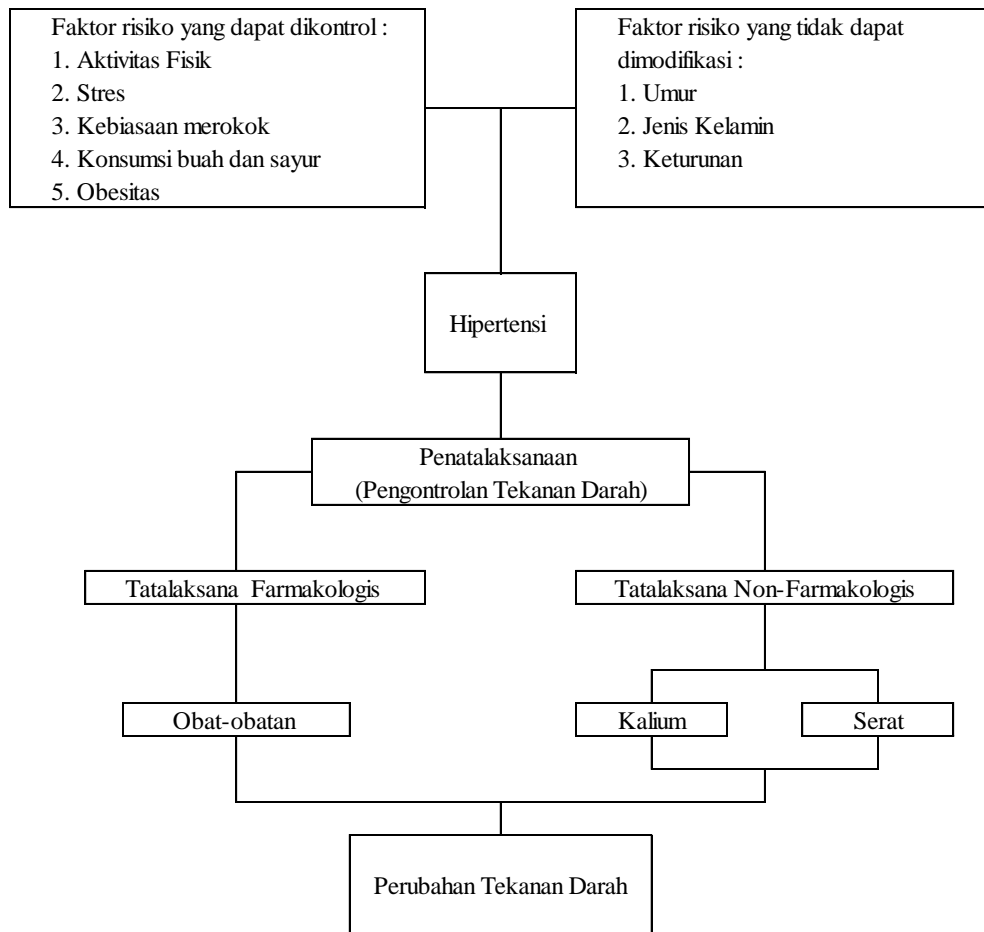 Faktor risiko yang dapat dikontrol :
1. Aktivitas Fisik
2. Stres
3. Kebiasaan merokok
4. Konsumsi buah dan sayur
5. Obesitas
Faktor risiko yang tidak dapat
dimodifikasi :
1. Umur
2. Jenis Kelamin
3. Keturunan
Hipertensi
Penatalaksanaan
(Pengontrolan Tekanan Darah)
Tatalaksana Farmakologis
Tatalaksana Non-Farmakologis
Obat-obatan
Kalium
Serat
Perubahan Tekanan Darah